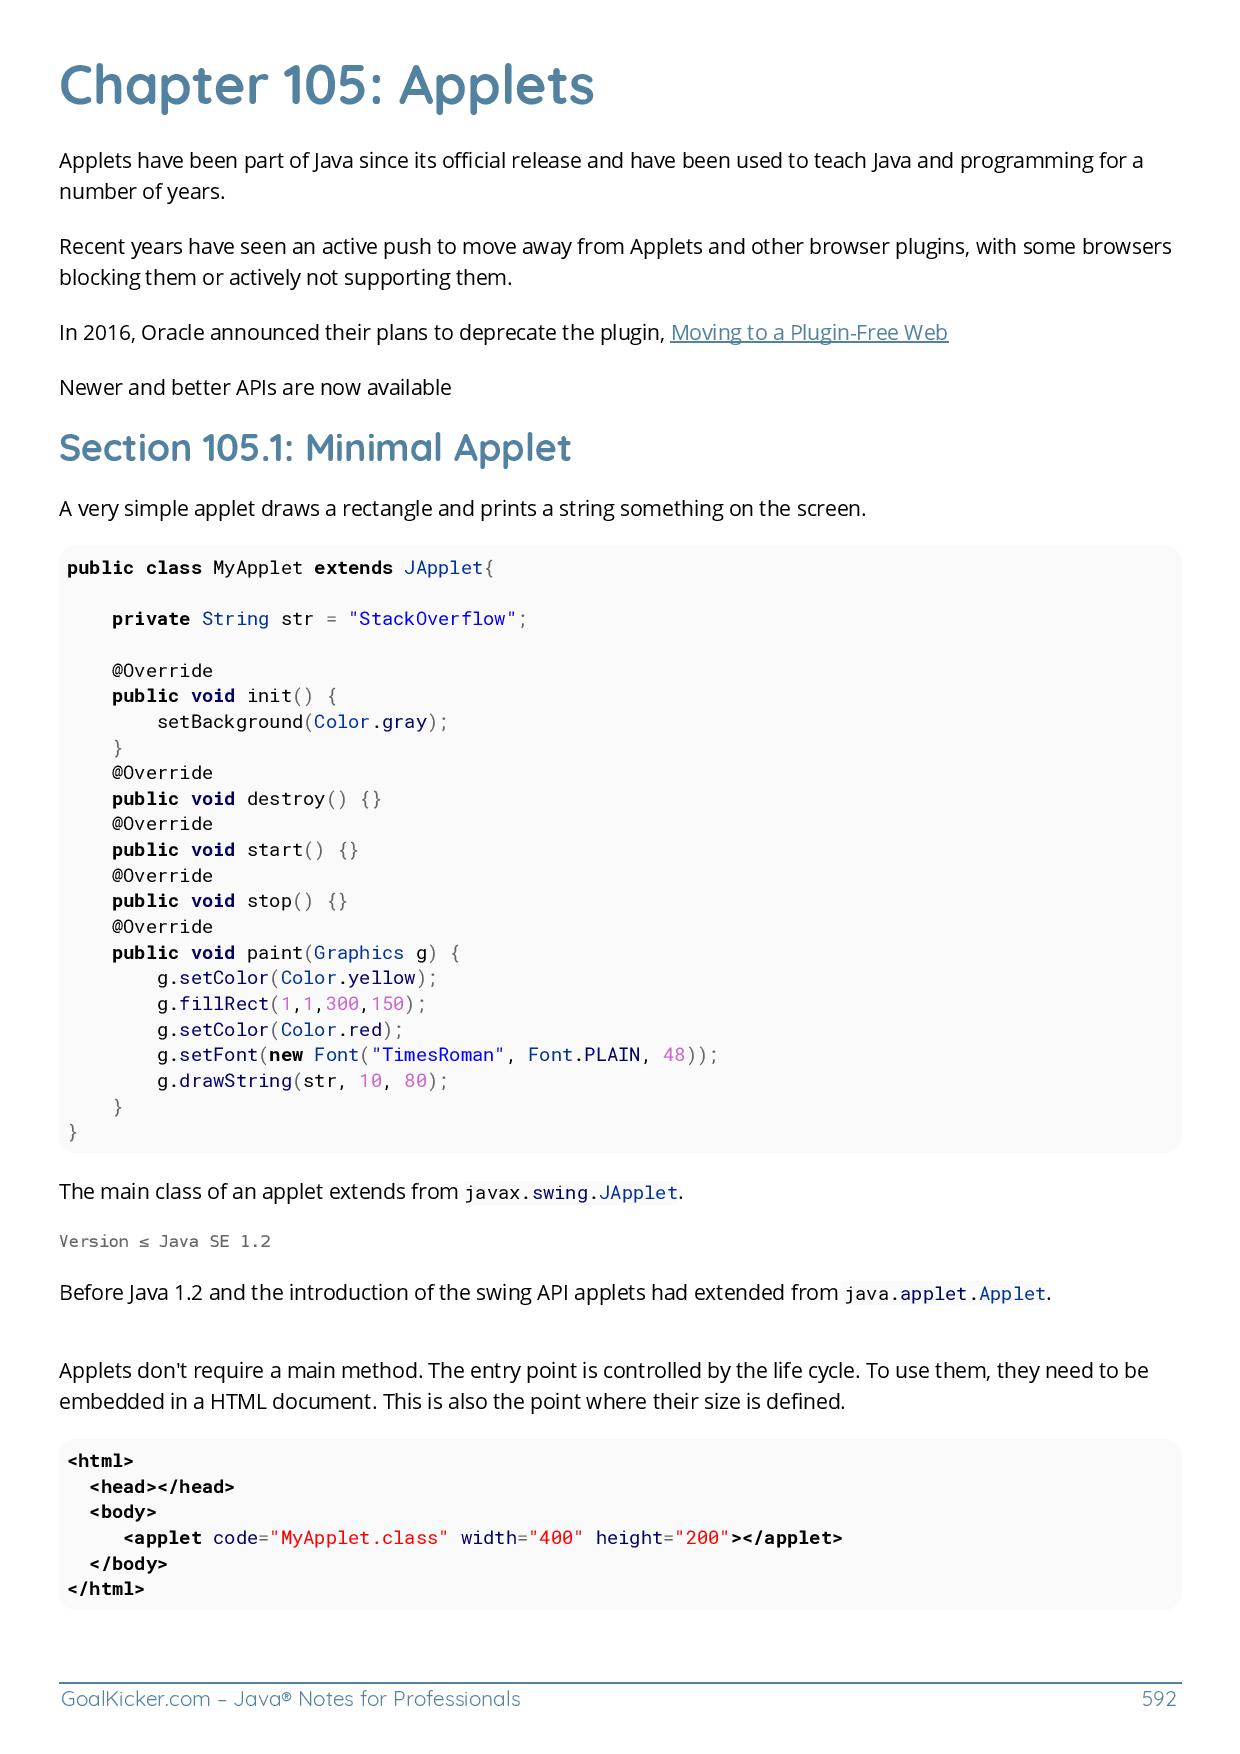 Chapter 105: Applets
Applets have been part of Java since its official release and have been used to teach Java and programming for a
number of years.
Recent years have seen an active push to move away from Applets and other browser plugins, with some browsers
blocking them or actively not supporting them.
In 2016, Oracle announced their plans to deprecate the plugin, Moving to a Plugin-Free Web
Newer and better APIs are now available
Section 105.1: Minimal Applet
A very simple applet draws a rectangle and prints a string something on the screen.
public class MyApplet extends JApplet{
    private String str = "StackOverflow";
    @Override
    public void init() {
        setBackground(Color.gray);
    }
    @Override
    public void destroy() {}
    @Override
    public void start() {}
    @Override
    public void stop() {}
    @Override
    public void paint(Graphics g) {
        g.setColor(Color.yellow);
        g.fillRect(1,1,300,150);
        g.setColor(Color.red);
        g.setFont(new Font("TimesRoman", Font.PLAIN, 48));
        g.drawString(str, 10, 80);
    }
}
The main class of an applet extends from javax.swing.JApplet.
Version ≤ Java SE 1.2
Before Java 1.2 and the introduction of the swing API applets had extended from java.applet.Applet.
Applets don't require a main method. The entry point is controlled by the life cycle. To use them, they need to be
embedded in a HTML document. This is also the point where their size is defined.
<html>
  <head></head>
  <body>
     <applet code="MyApplet.class" width="400" height="200"></applet>
  </body>
</html>
GoalKicker.com – Java® Notes for Professionals 592